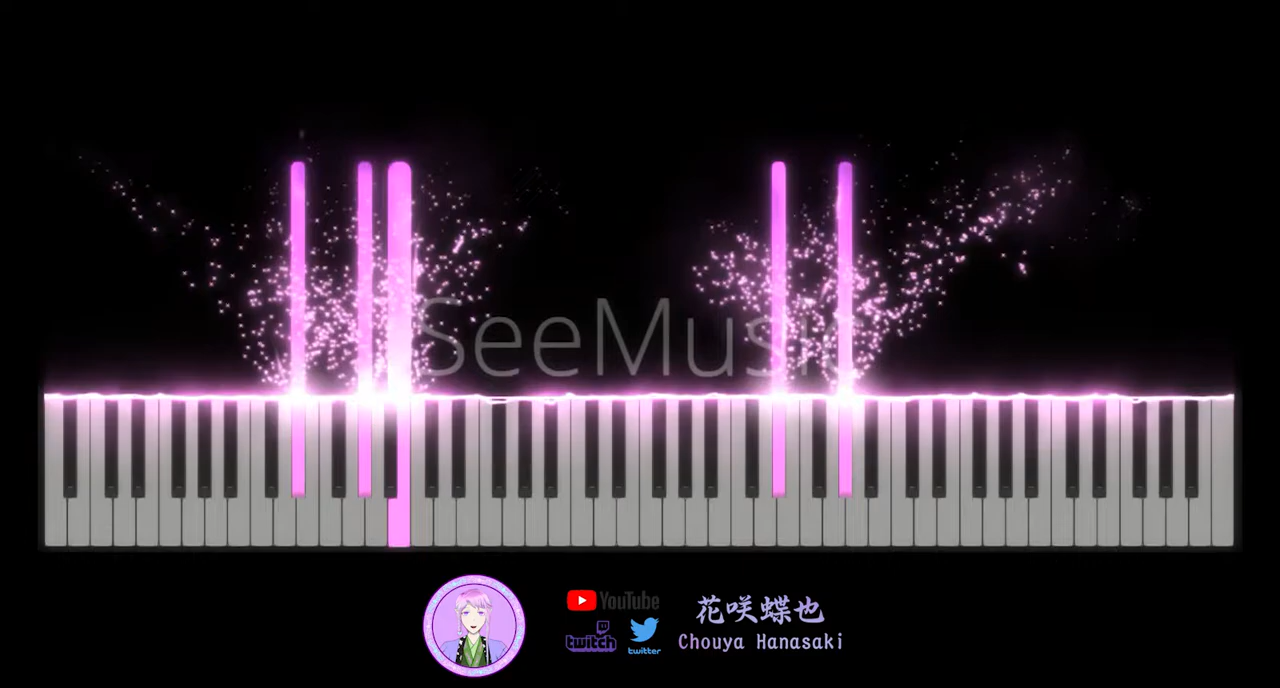 SeeMusic
YouTube
花咲蝶也
twitch
twitter
Chouya Hanasaki